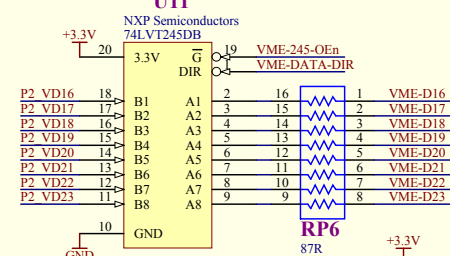 U11
NXP Semiconductors
74LVT245DB
+3.3V
20 3.3V G 19 VME-245-OEn
DIR 1 VME-DATA-DIR
P2_VD16 18 B1 A1 2 16 1 VME-D16
P2_VD17 17 B2 A2 3 15 2 VME-D17
P2_VD18 16 B3 A3 4 14 3 VME-D18
P2_VD19 15 B4 A4 5 13 4 VME-D19
P2_VD20 14 B5 A5 6 12 5 VME-D20
P2_VD21 13 B6 A6 7 11 6 VME-D21
P2_VD22 12 B7 A7 8 10 7 VME-D22
P2_VD23 11 B8 A8 9 9 8 VME-D23
10 GND
RP6
87R
+3.3V
GND